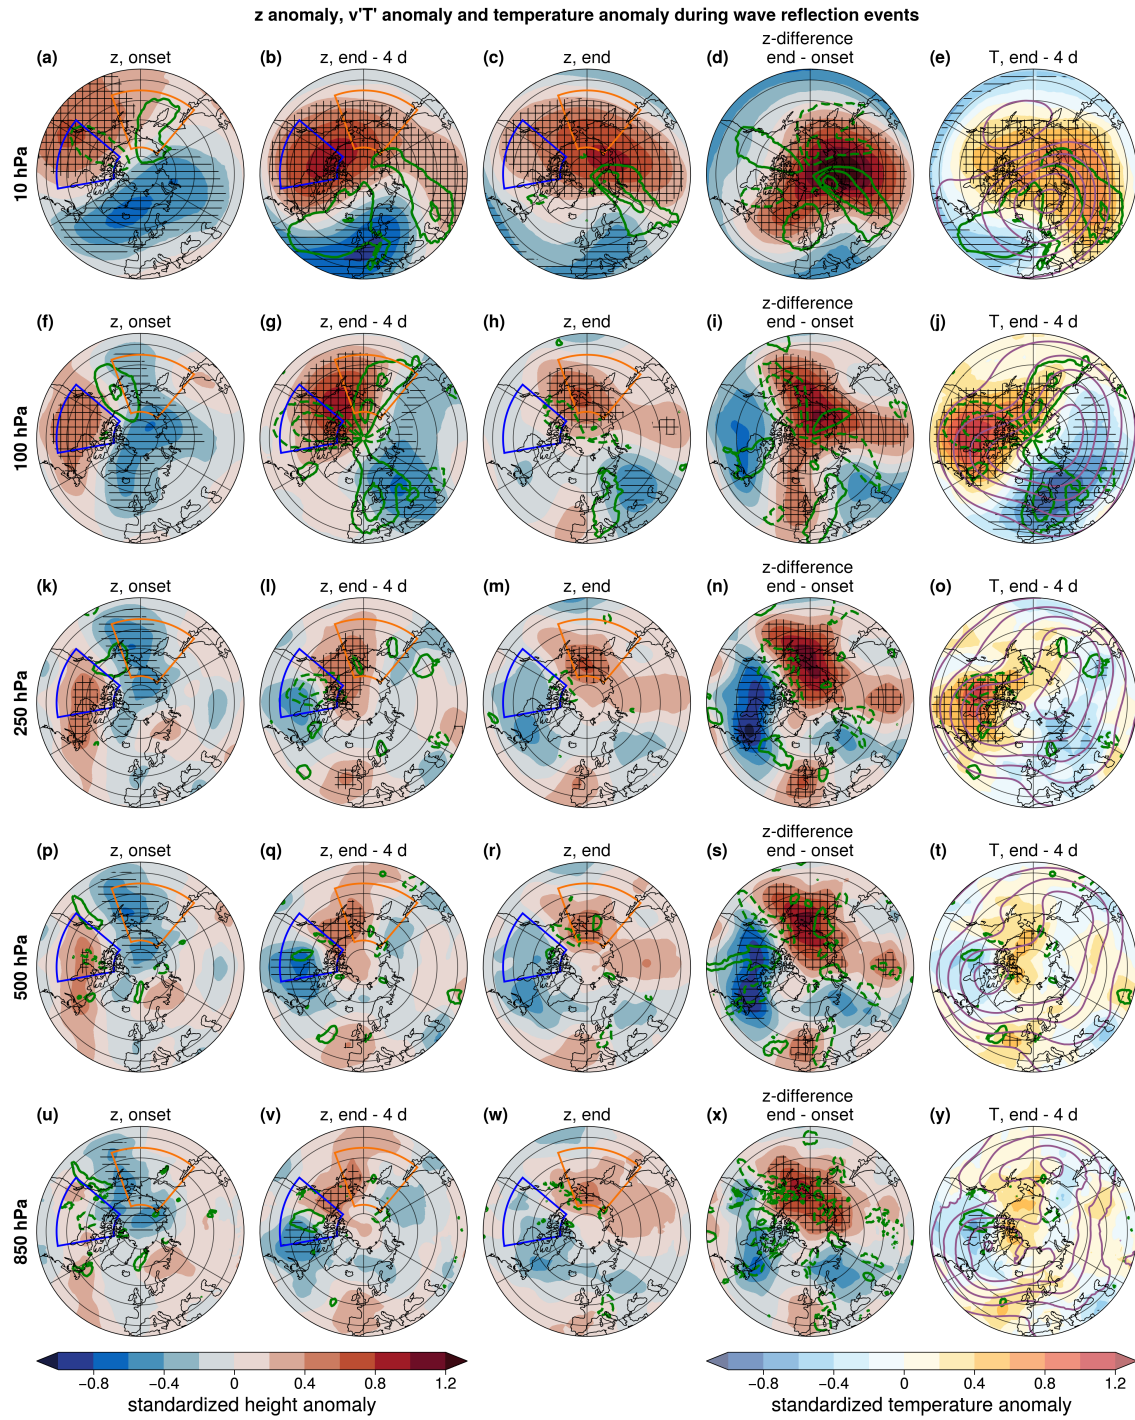 z anomaly, v'T' anomaly and temperature anomaly during wave reflection events
(a) z, onset
(b) z, end - 4 d
(c) z, end
(d) z-difference
end - onset
(e) T, end - 4 d
10 hPa
(f) z, onset
(g) z, end - 4 d
(h) z, end
(i) z-difference
end - onset
(j) T, end - 4 d
100 hPa
(k) z, onset
(l) z, end - 4 d
(m) z, end
(n) z-difference
end - onset
(o) T, end - 4 d
250 hPa
(p) z, onset
(q) z, end - 4 d
(r) z, end
(s) z-difference
end - onset
(t) T, end - 4 d
500 hPa
(u) z, onset
(v) z, end - 4 d
(w) z, end
(x) z-difference
end - onset
(y) T, end - 4 d
850 hPa
−0.8 −0.4 0 0.4 0.8 1.2
standardized height anomaly
−0.8 −0.4 0 0.4 0.8 1.2
standardized temperature anomaly